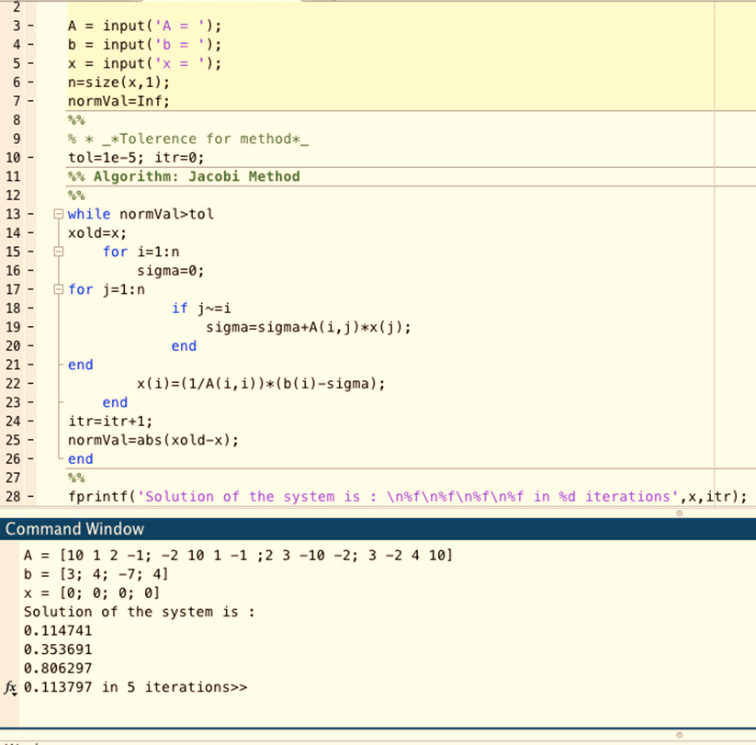 2
3 - A = input('A = ');
4 - b = input('b = ');
5 - x = input('x = ');
6 - n=size(x,1);
7 - normVal=Inf;
8 %%
9 % * _*Tolerence for method*_
10 - tol=1e-5; itr=0;
11 %% Algorithm: Jacobi Method
12 %%
13 - while normVal>tol
14 - xold=x;
15 - for i=1:n
16 - sigma=0;
17 - for j=1:n
18 - if j~=i
19 - sigma=sigma+A(i,j)*x(j);
20 - end
21 - end
22 - x(i)=(1/A(i,i))*(b(i)-sigma);
23 - end
24 - itr=itr+1;
25 - normVal=abs(xold-x);
26 - end
27 %%
28 - fprintf('Solution of the system is : \n%f\n%f\n%f\n%f in %d iterations',x,itr);
Command Window
A = [10 1 2 -1; -2 10 1 -1 ;2 3 -10 -2; 3 -2 4 10]
b = [3; 4; -7; 4]
x = [0; 0; 0; 0]
Solution of the system is :
0.114741
0.353691
0.806297
fx 0.113797 in 5 iterations>>